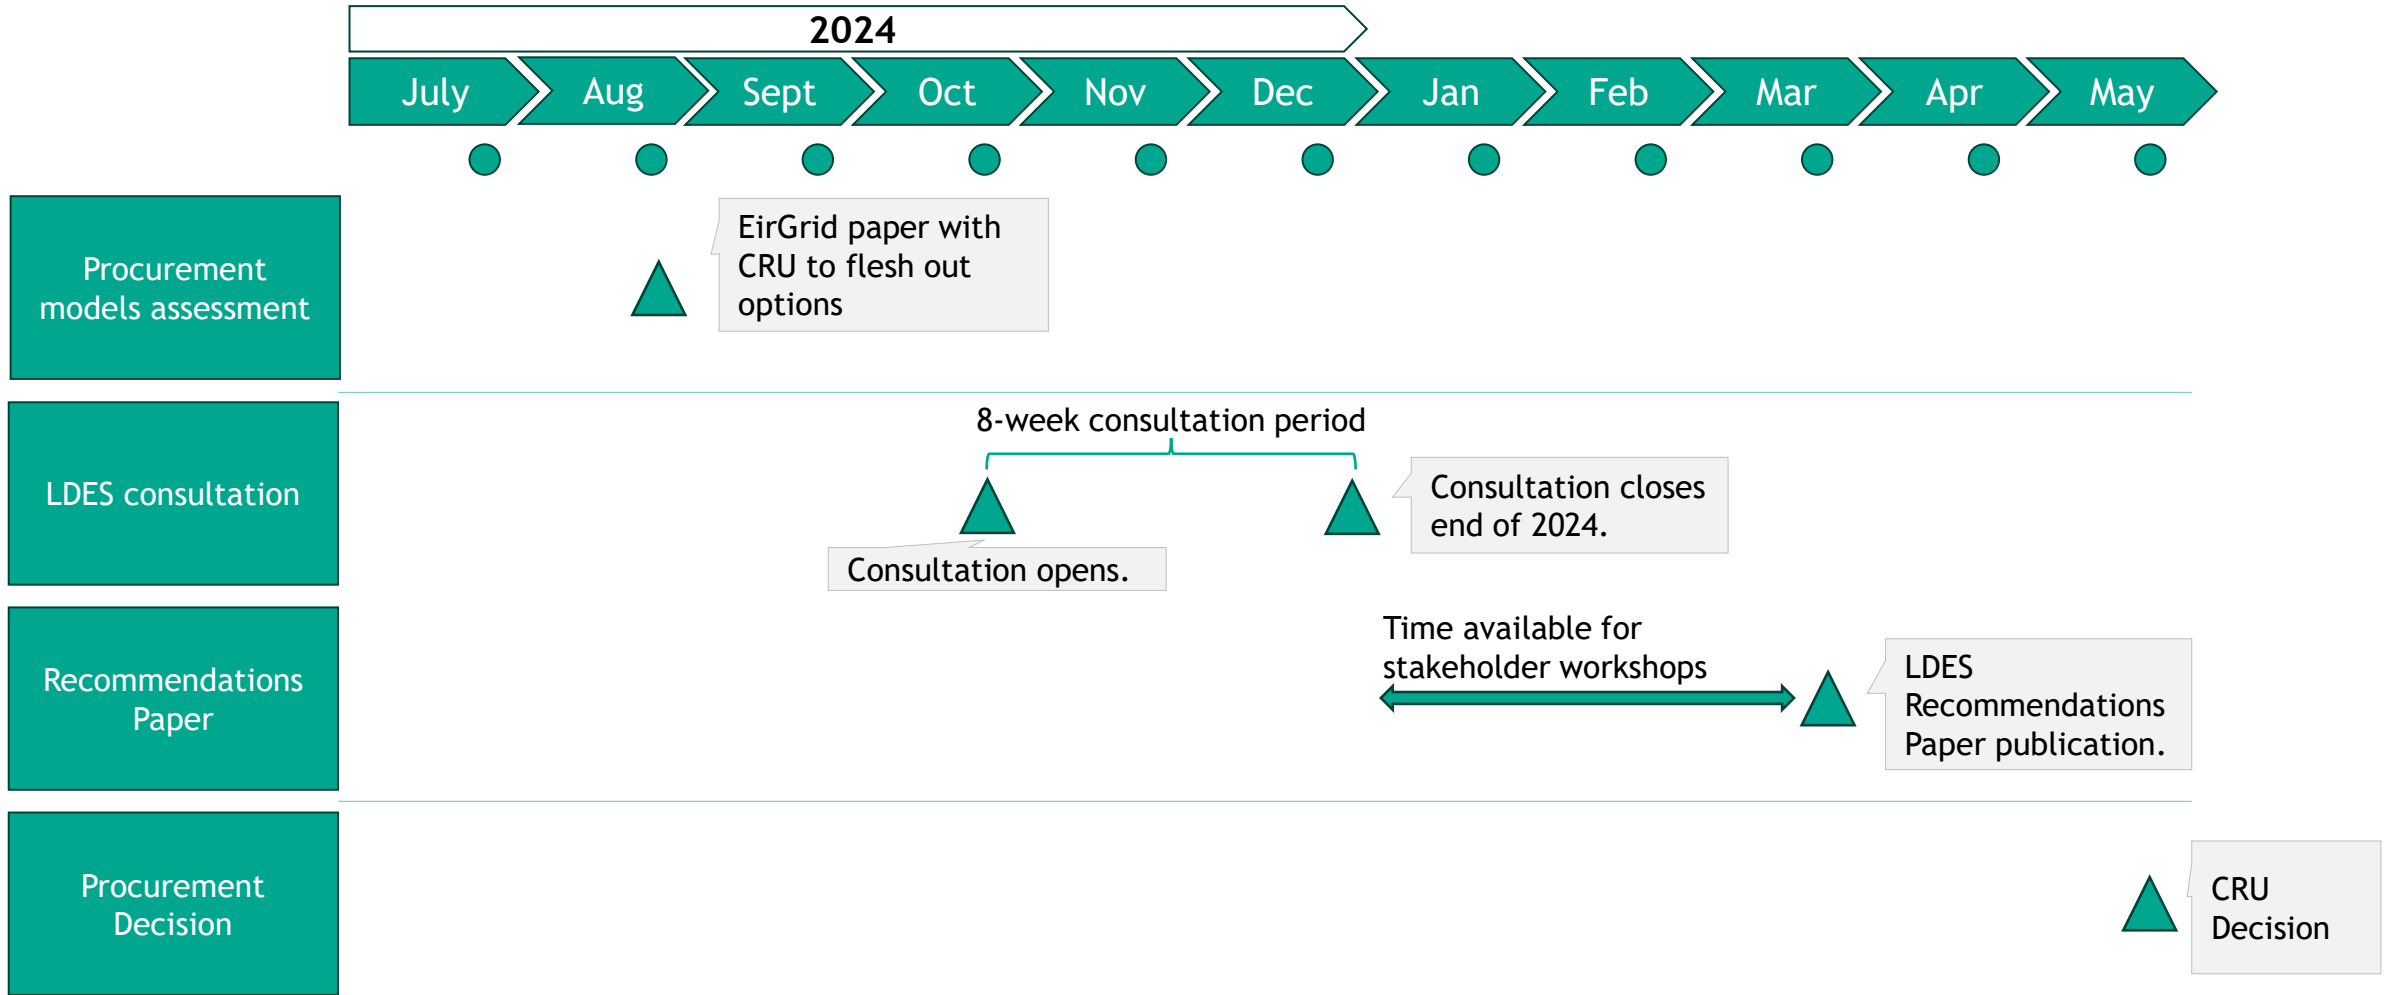 2024
July
Aug
Sept
Oct
Nov
Dec
Jan
Feb
Mar
Apr
May
Procurement
models assessment
EirGrid paper with
CRU to flesh out
options
LDES consultation
8-week consultation period
Consultation opens.
Consultation closes
end of 2024.
Recommendations
Paper
Time available for
stakeholder workshops
LDES
Recommendations
Paper publication.
Procurement
Decision
CRU
Decision